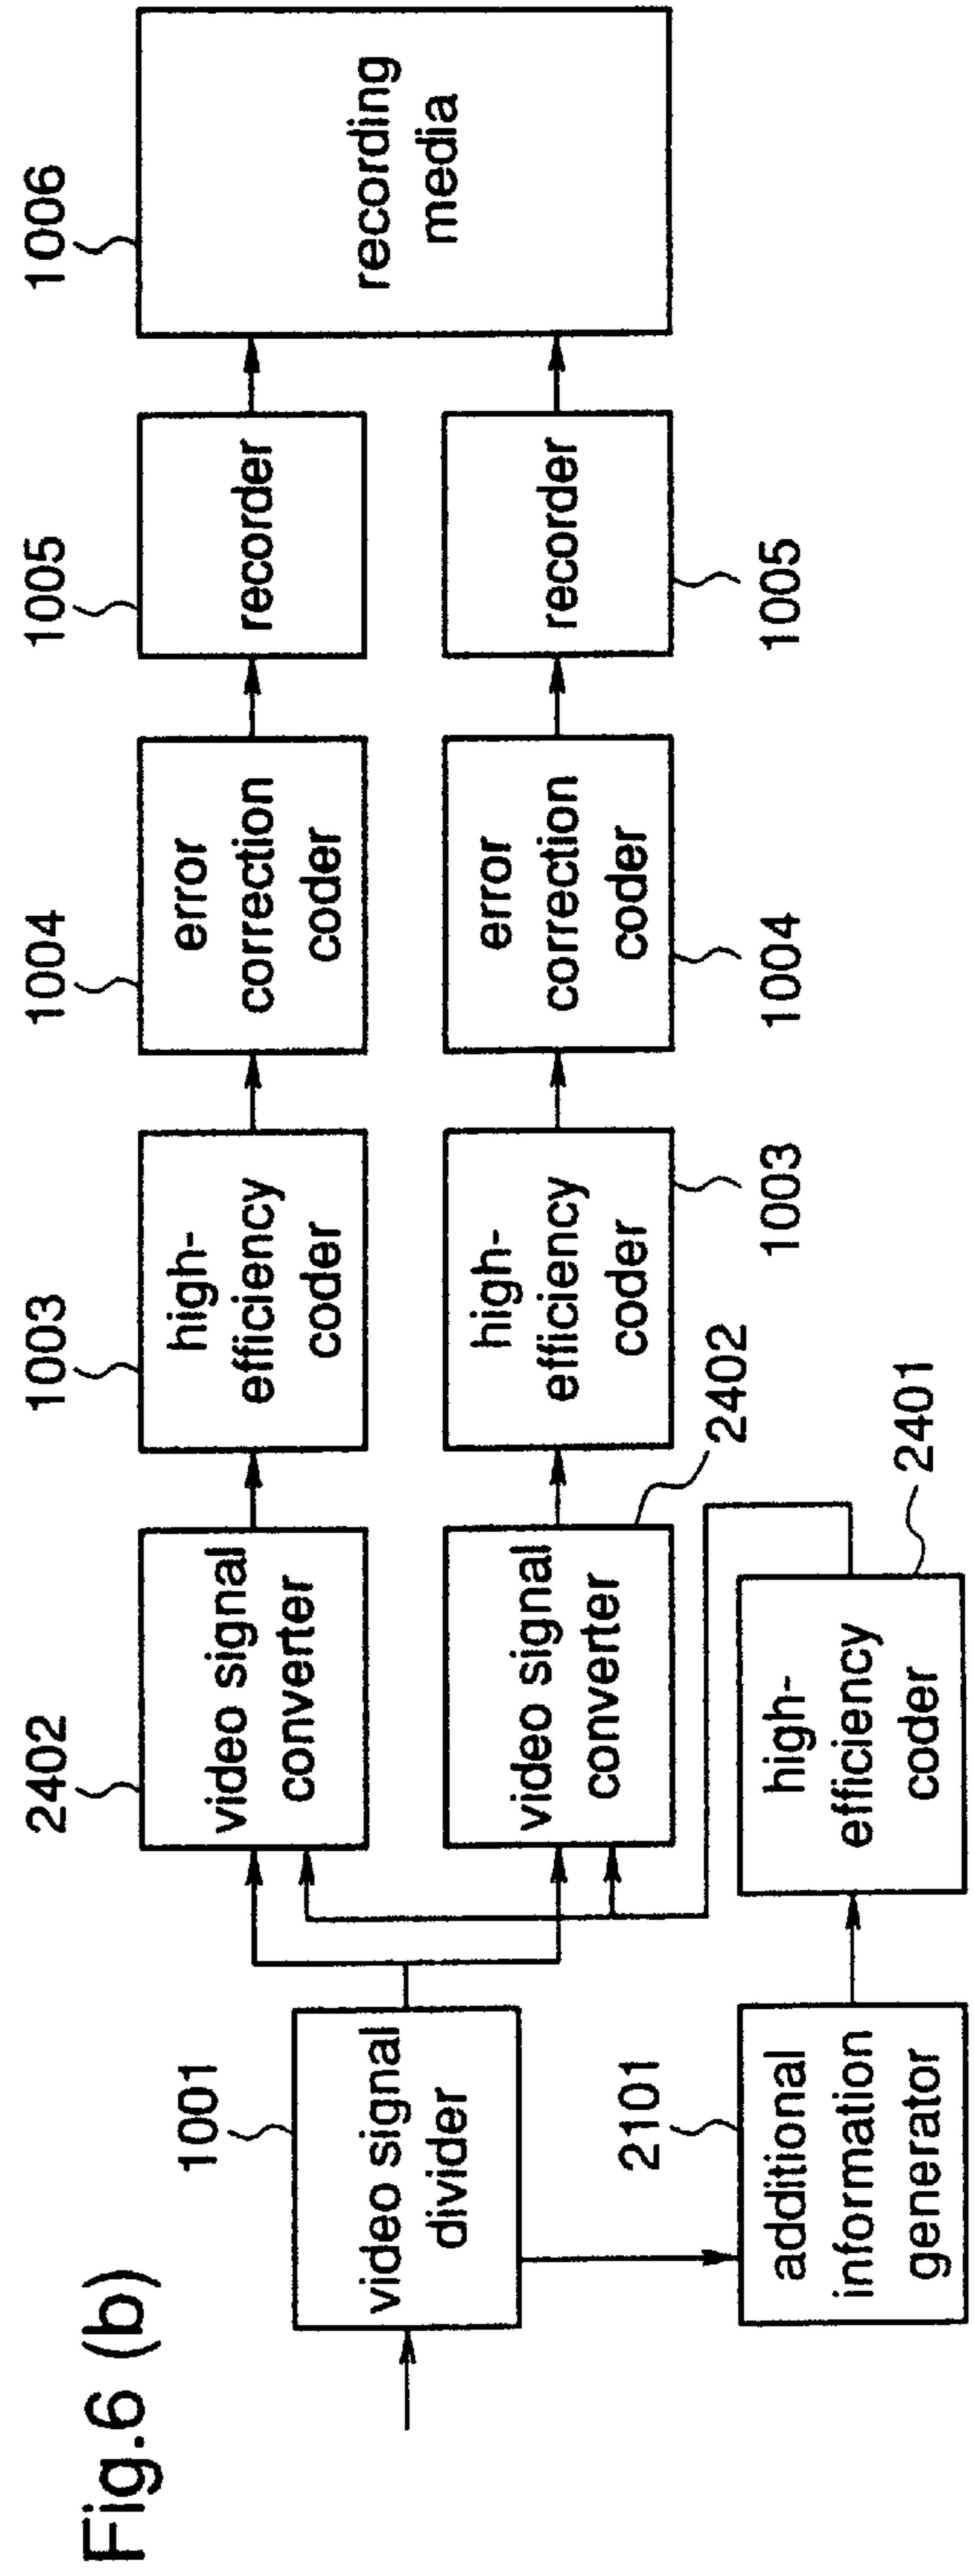 Fig.6 (b)
1001
video signal
divider
2402
video signal
converter
1003
high-
efficiency
coder
1004
error
correction
coder
1005
recorder
1006
recording
media
video signal
converter
2402
high-
efficiency
coder
1003
error
correction
coder
1004
recorder
1005
2101
additional
information
generator
high-
efficiency
coder
2401